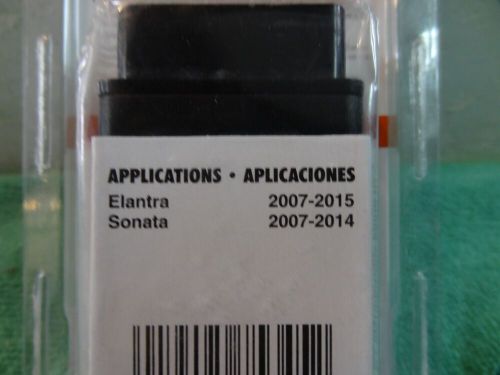 APPLICATIONS • APLICACIONES
Elantra 2007-2015
Sonata 2007-2014